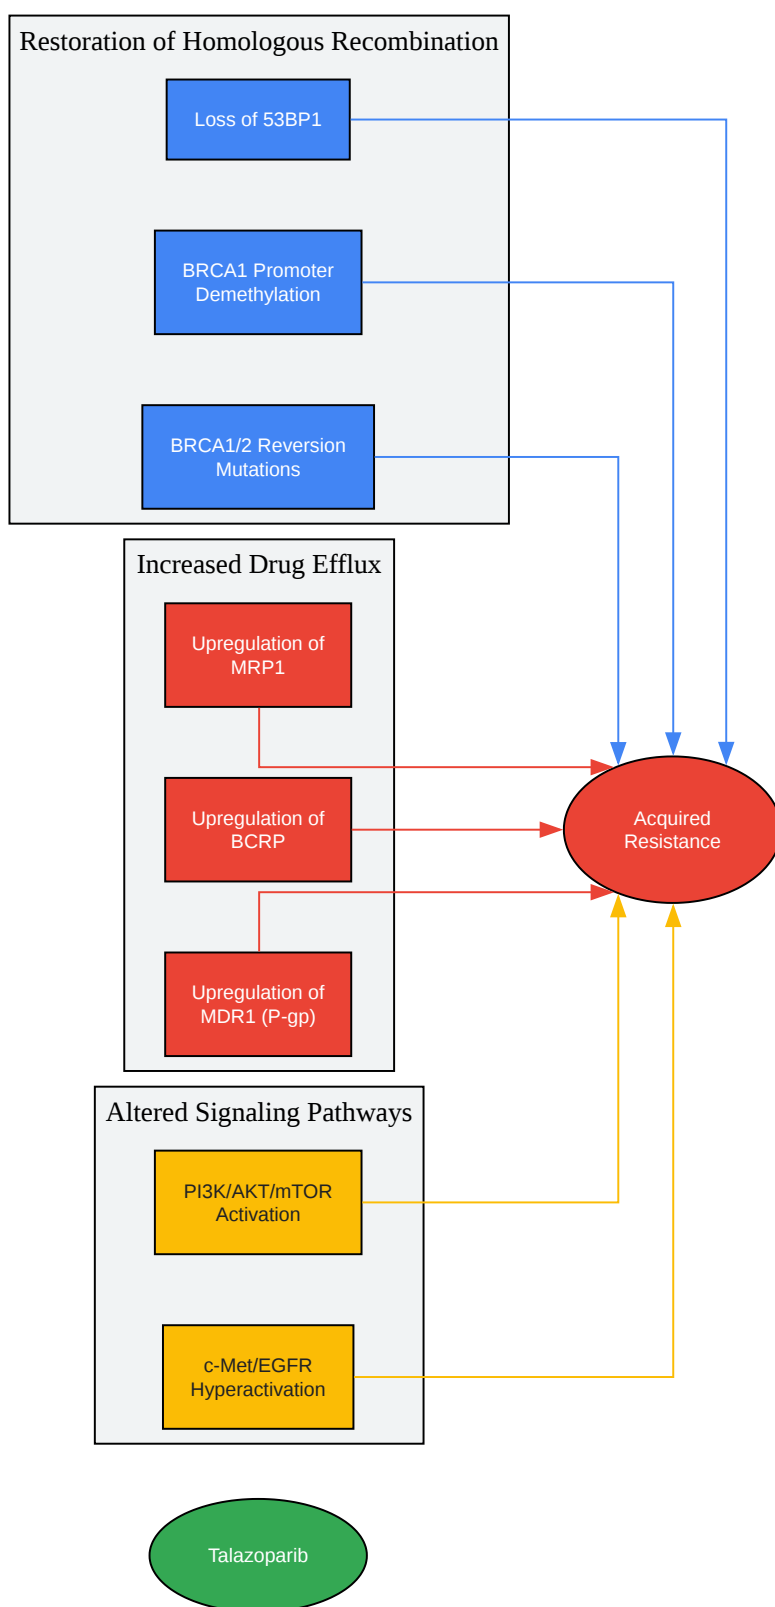 Restoration of Homologous Recombination
Loss of 53BP1
BRCA1 Promoter
Demethylation
BRCA1/2 Reversion
Mutations
Increased Drug Efflux
Upregulation of
MRP1
Upregulation of
BCRP
Upregulation of
MDR1 (P-gp)
Acquired
Resistance
Altered Signaling Pathways
PI3K/AKT/mTOR
Activation
c-Met/EGFR
Hyperactivation
Talazoparib